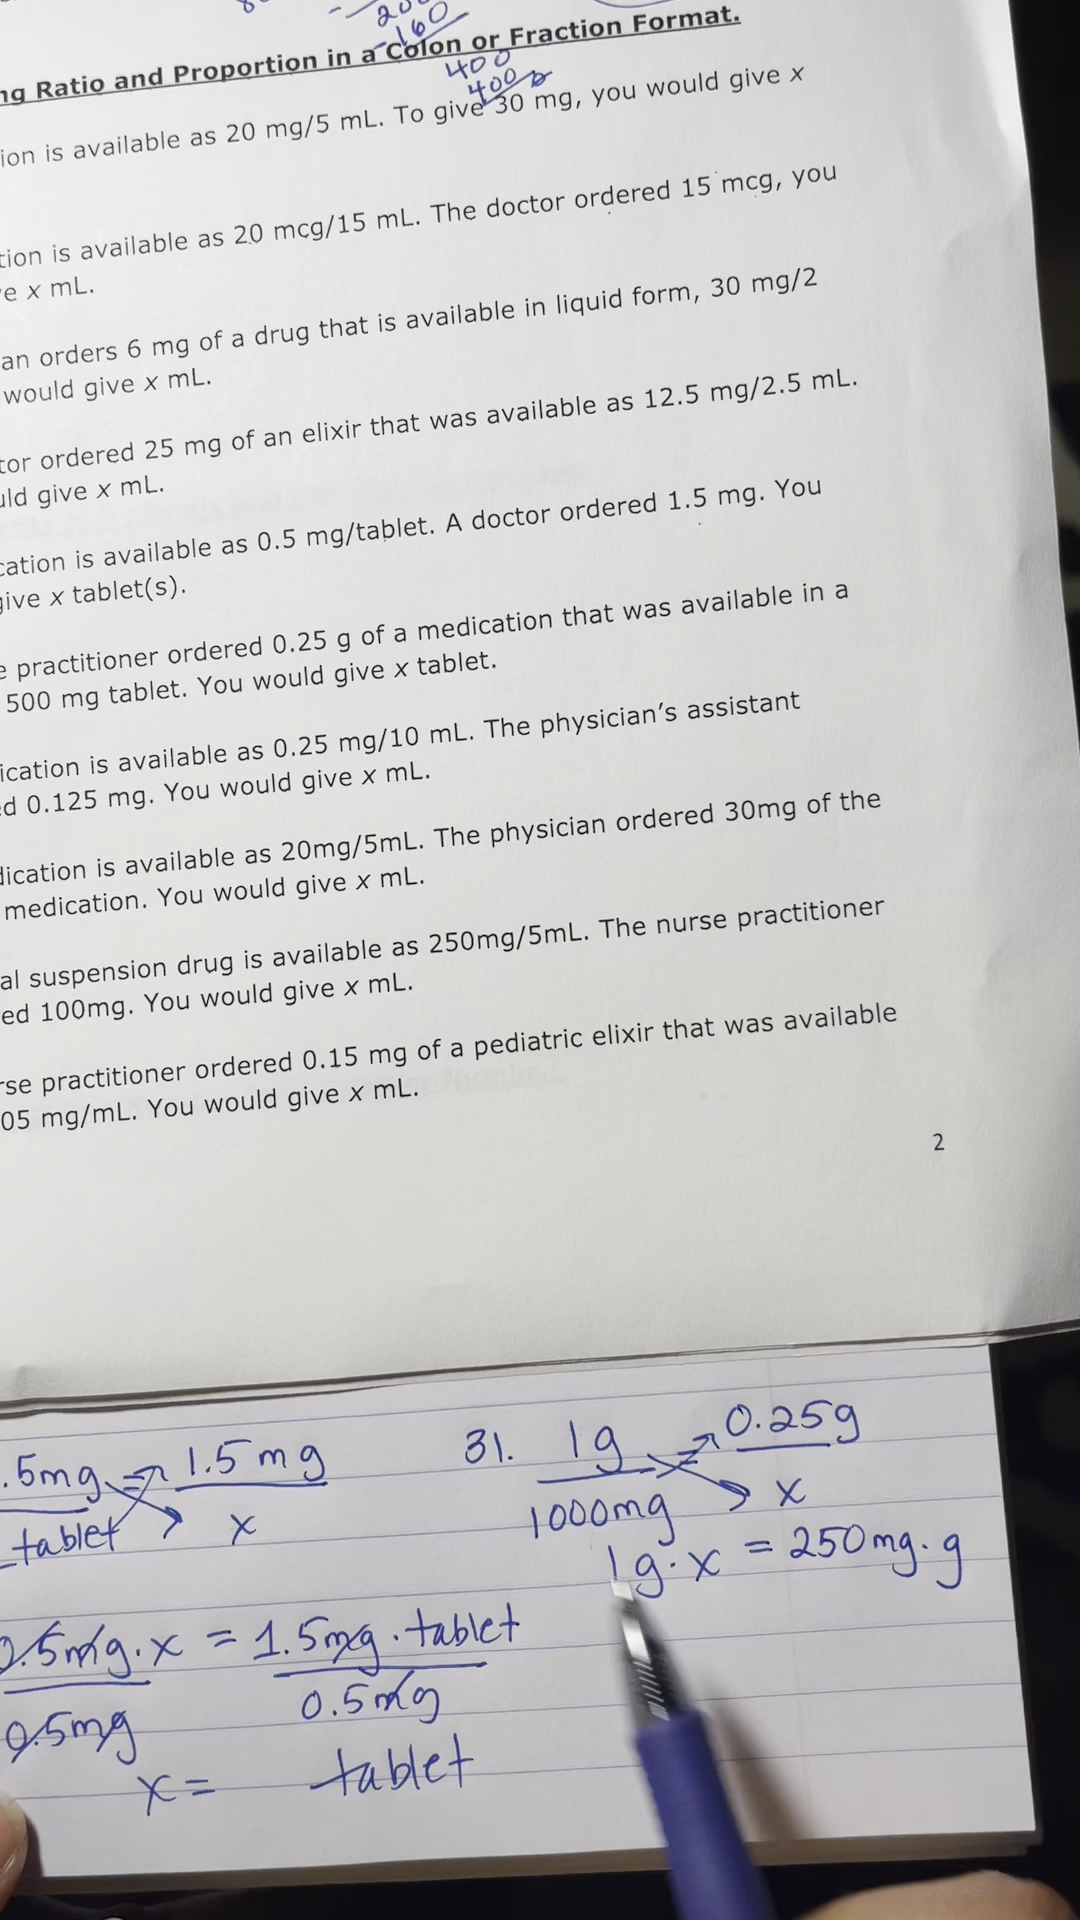 200
-160
400
400
ng Ratio and Proportion in a Colon or Fraction Format.
ion is available as 20 mg/5 mL. To give 30 mg, you would give x
tion is available as 20 mcg/15 mL. The doctor ordered 15 mcg, you
e x mL.
an orders 6 mg of a drug that is available in liquid form, 30 mg/2
would give x mL.
tor ordered 25 mg of an elixir that was available as 12.5 mg/2.5 mL.
uld give x mL.
cation is available as 0.5 mg/tablet. A doctor ordered 1.5 mg. You
give x tablet(s).
e practitioner ordered 0.25 g of a medication that was available in a
500 mg tablet. You would give x tablet.
ication is available as 0.25 mg/10 mL. The physician's assistant
ed 0.125 mg. You would give x mL.
dication is available as 20mg/5mL. The physician ordered 30mg of the
medication. You would give x mL.
al suspension drug is available as 250mg/5mL. The nurse practitioner
ed 100mg. You would give x mL.
rse practitioner ordered 0.15 mg of a pediatric elixir that was available
05 mg/mL. You would give x mL.
2
.5mg = 1.5mg
tablet x
0.5mg·x = 1.5mg·tablet
0.5mg 0.5mg
x = tablet
31. 1g = 0.25g
1000mg x
1g·x = 250mg·g